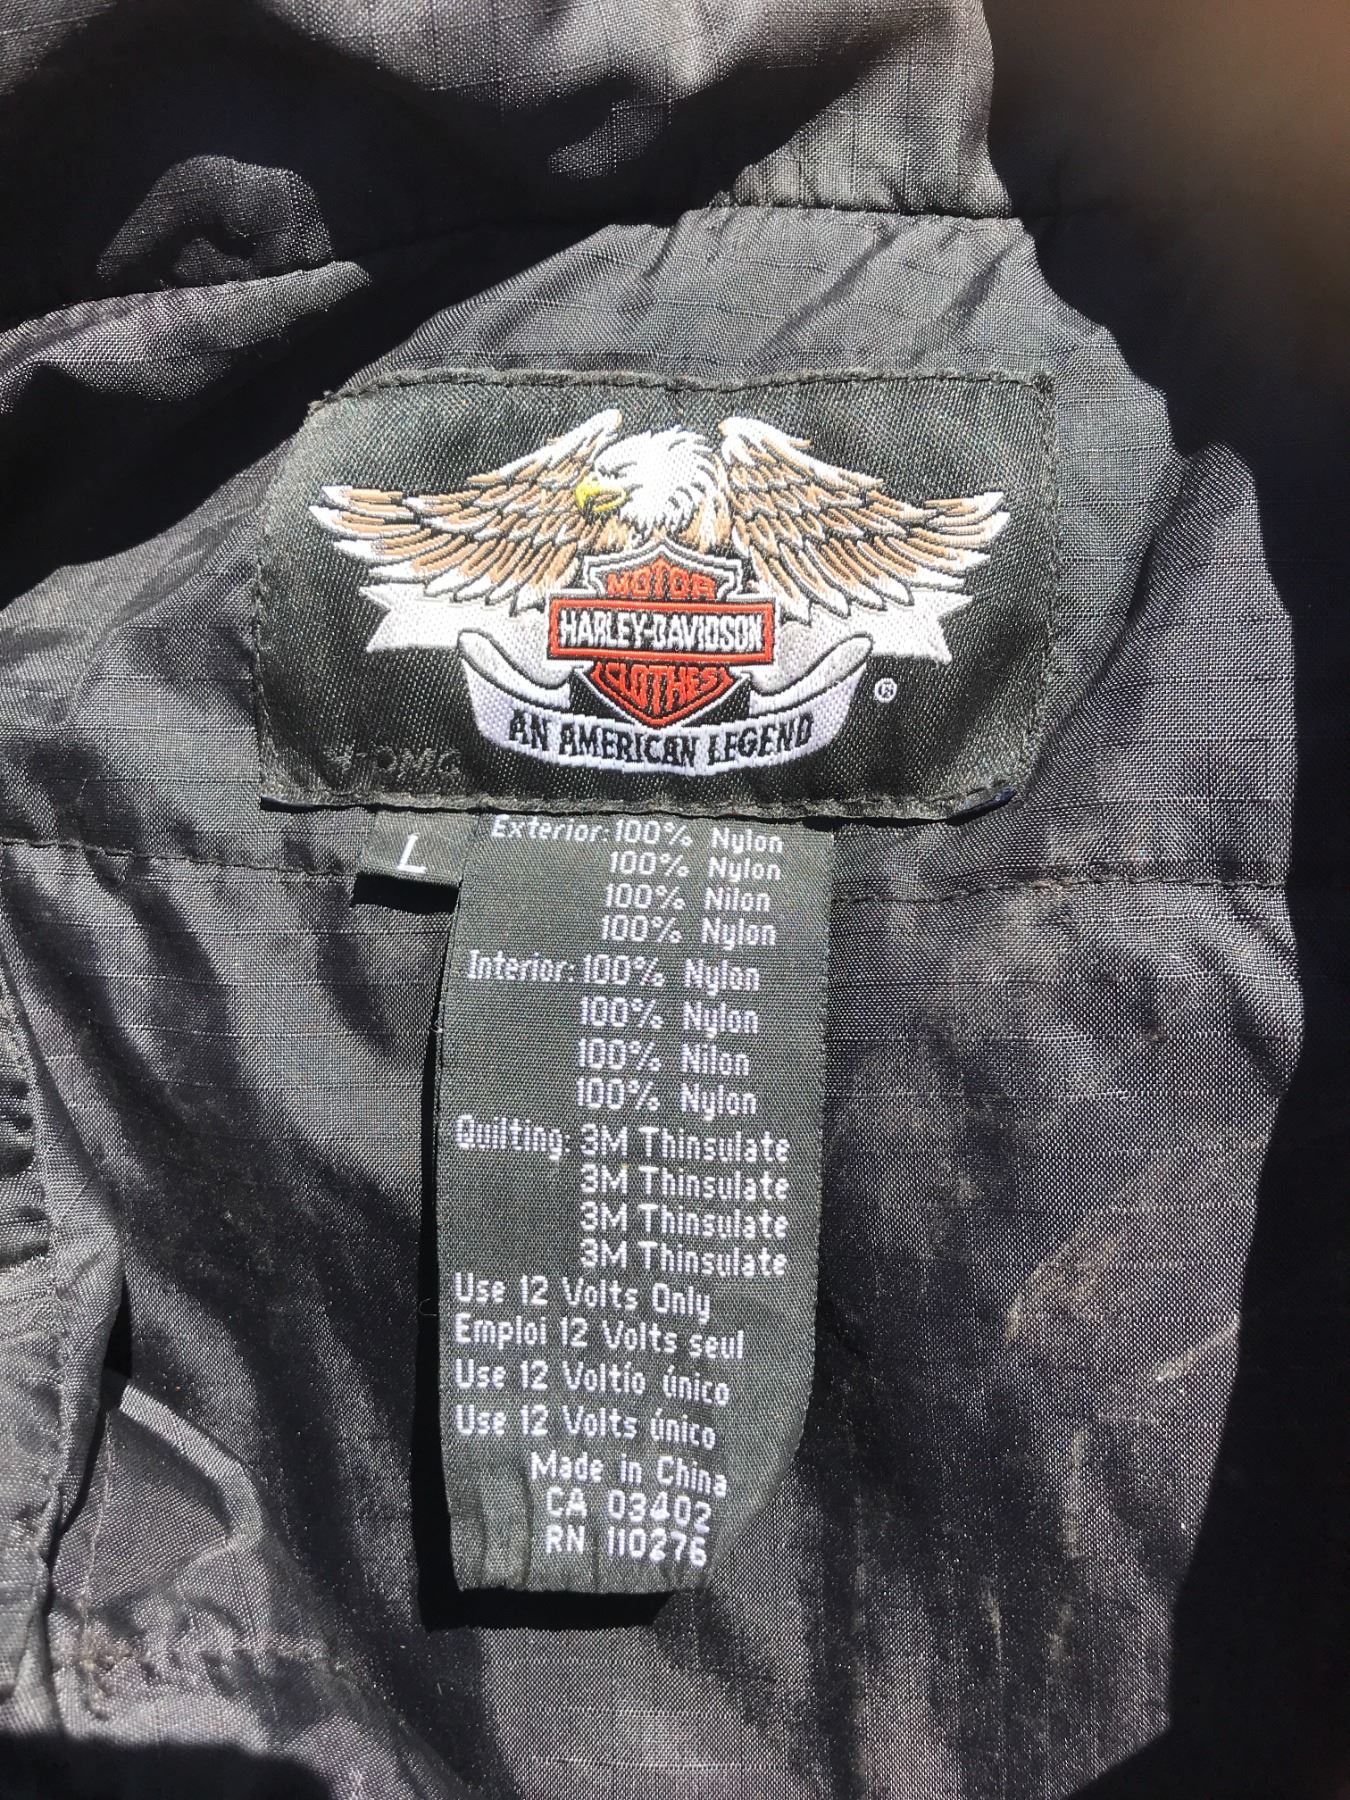 MOTOR
HARLEY-DAVIDSON
CLOTHES
®
AN AMERICAN LEGEND
L
Exterior: 100% Nylon
100% Nylon
100% Nilon
100% Nylon
Interior: 100% Nylon
100% Nylon
100% Nilon
100% Nylon
Quilting: 3M Thinsulate
3M Thinsulate
3M Thinsulate
3M Thinsulate
Use 12 Volts Only
Emploi 12 Volts seul
Use 12 Voltío único
Use 12 Volts único
Made in China
CA 03402
RN 110276